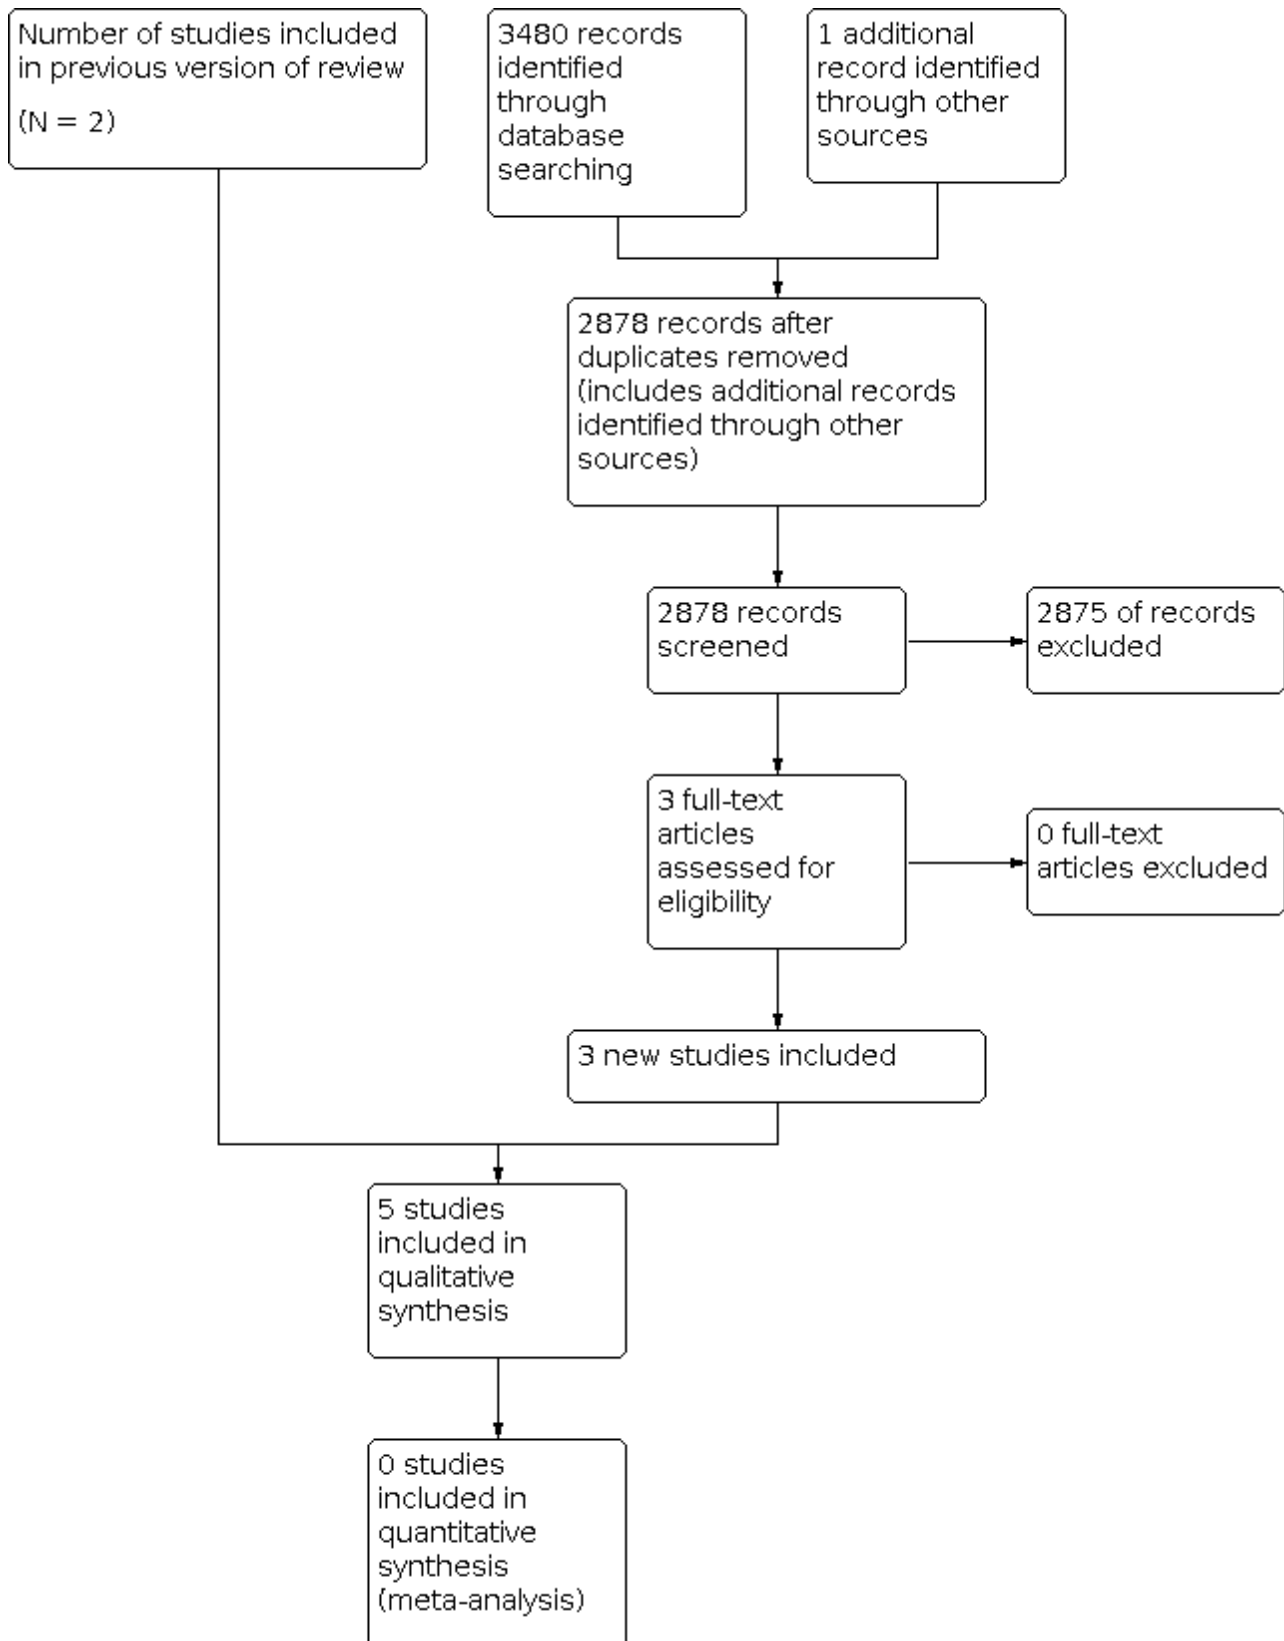 Number of studies included
in previous version of review
(N = 2)
3480 records
identified
through
database
searching
1 additional
record identified
through other
sources
2878 records after
duplicates removed
(includes additional records
identified through other
sources)
2878 records
screened
2875 of records
excluded
3 full-text
articles
assessed for
eligibility
0 full-text
articles excluded
3 new studies included
5 studies
included in
qualitative
synthesis
0 studies
included in
quantitative
synthesis
(meta-analysis)